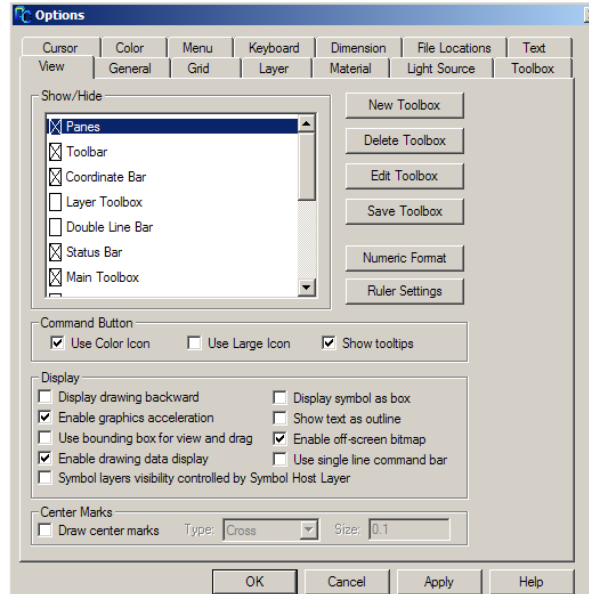 Options
Cursor Color Menu Keyboard Dimension File Locations Text
View General Grid Layer Material Light Source Toolbox
Show/Hide
Panes
Toolbar
Coordinate Bar
Layer Toolbox
Double Line Bar
Status Bar
Main Toolbox
New Toolbox
Delete Toolbox
Edit Toolbox
Save Toolbox
Numeric Format
Ruler Settings
Command Button
Use Color Icon Use Large Icon Show tooltips
Display
Display drawing backward Display symbol as box
Enable graphics acceleration Show text as outline
Use bounding box for view and drag Enable off-screen bitmap
Enable drawing data display Use single line command bar
Symbol layers visibility controlled by Symbol Host Layer
Center Marks
Draw center marks Type: Cross Size: 0.1
OK Cancel Apply Help